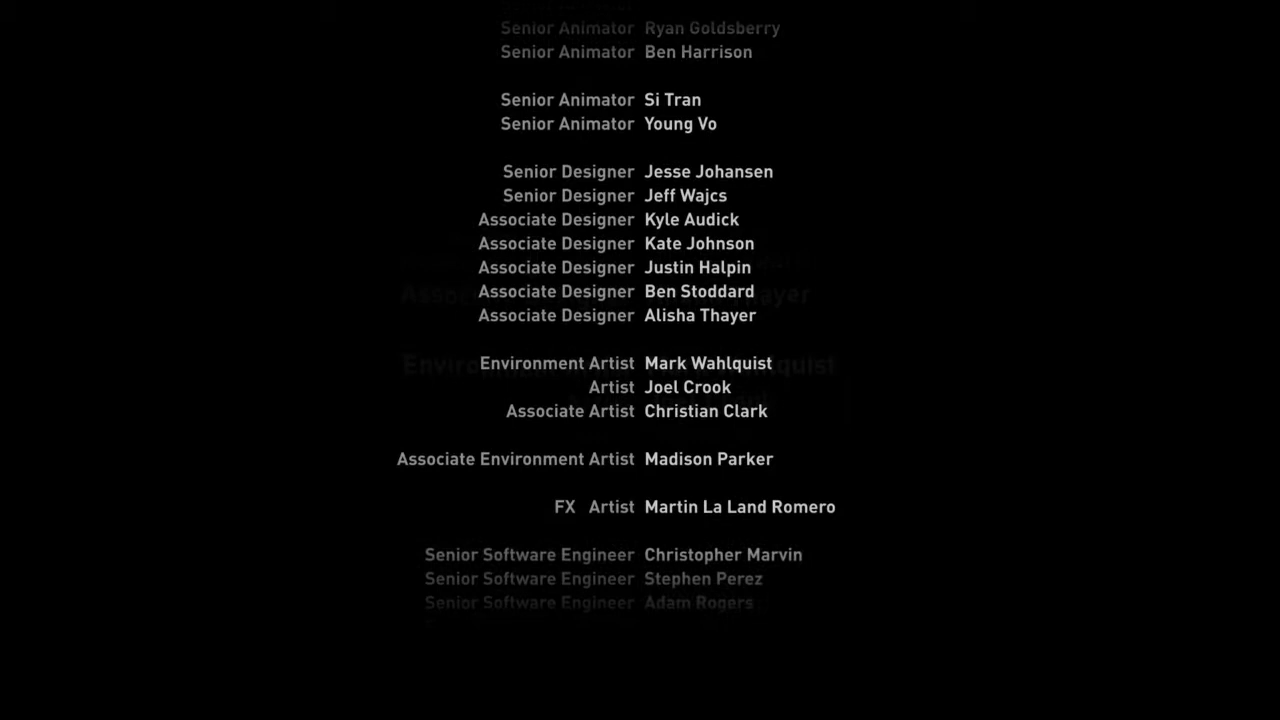 Senior Animator Ryan Goldsberry
Senior Animator Ben Harrison
Senior Animator Si Tran
Senior Animator Young Vo
Senior Designer Jesse Johansen
Senior Designer Jeff Wajcs
Associate Designer Kyle Audick
Associate Designer Kate Johnson
Associate Designer Justin Halpin
Associate Designer Ben Stoddard
Associate Designer Alisha Thayer
Environment Artist Mark Wahlquist
Artist Joel Crook
Associate Artist Christian Clark
Associate Environment Artist Madison Parker
FX Artist Martin La Land Romero
Senior Software Engineer Christopher Marvin
Senior Software Engineer Stephen Perez
Senior Software Engineer Adam Rogers